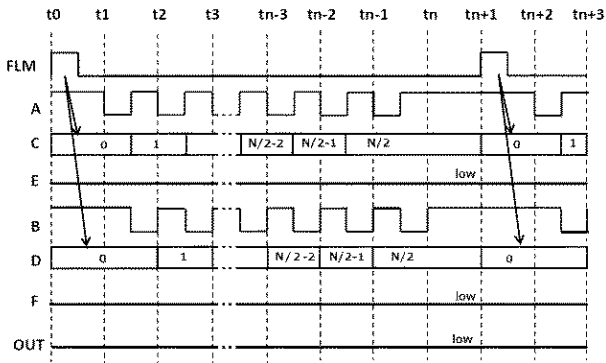 t0 t1 t2 t3 tn-3 tn-2 tn-1 tn tn+1 tn+2 tn+3
FLM
A
C 0 1 N/2-2 N/2-1 N/2 0 1
E low
B
D 0 1 N/2-2 N/2-1 N/2 0
F low
OUT low